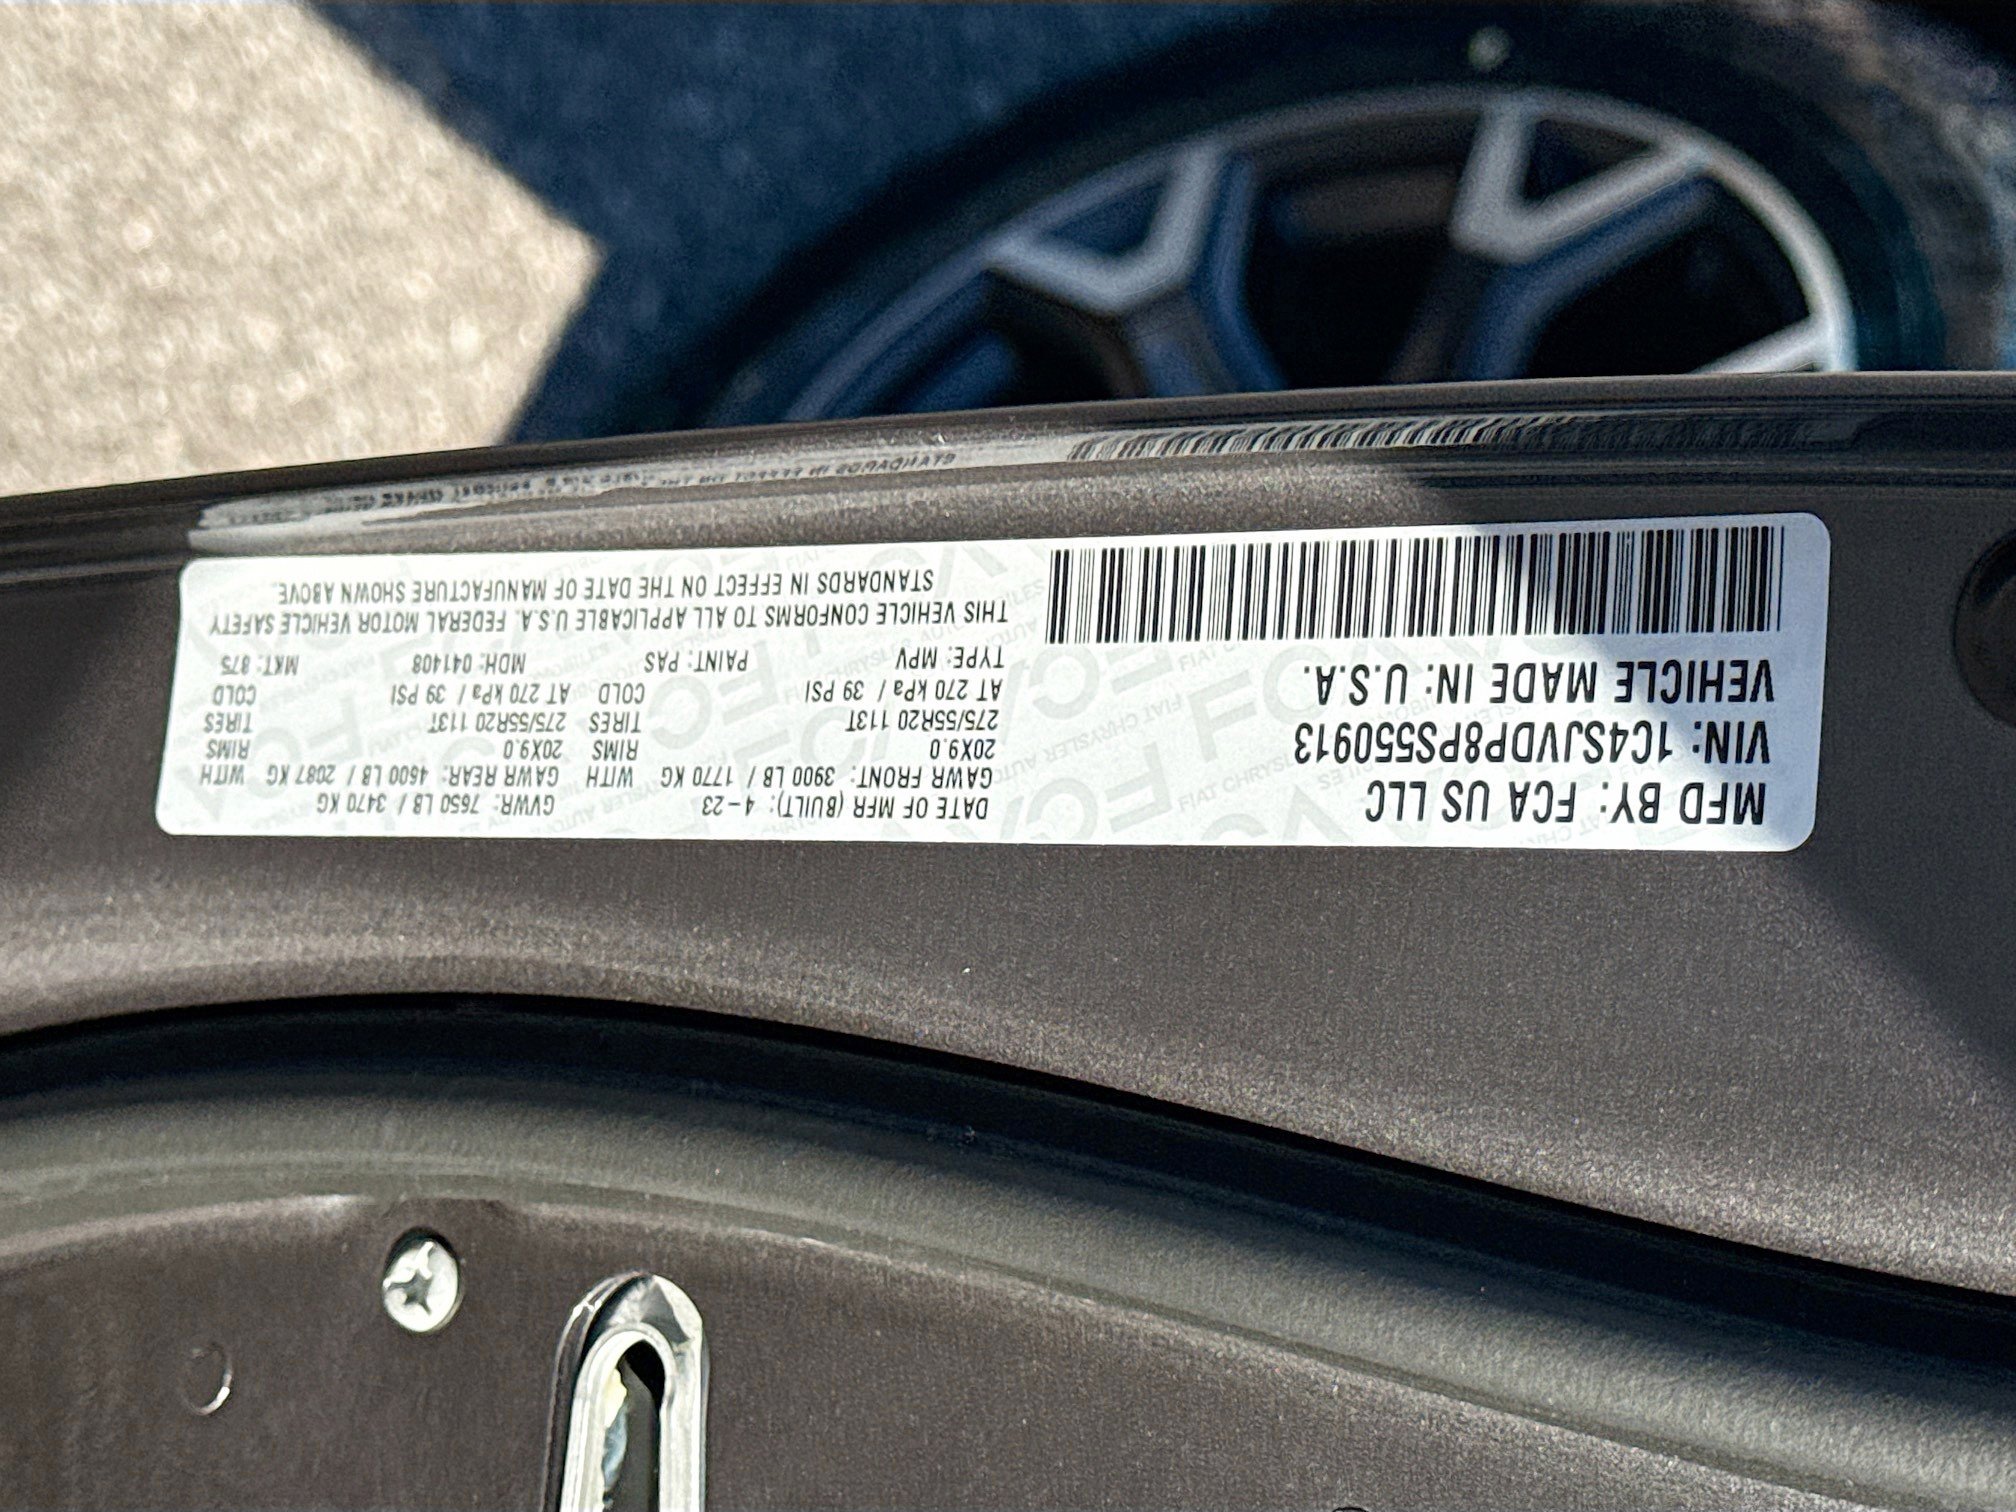 MFD BY: FCA US LLC
VIN: 1C4SJVDP8PS550913
VEHICLE MADE IN: U.S.A.
DATE OF MFR (BUILT): 4-23 GVWR: 7650 LB / 3470 KG
GAWR FRONT: 3900 LB / 1770 KG WITH GAWR REAR: 4600 LB / 2087 KG WITH
20X9.0 RIMS 20X9.0 RIMS
275/55R20 113T TIRES 275/55R20 113T TIRES
AT 270 kPa / 39 PSI COLD AT 270 kPa / 39 PSI COLD
TYPE: MPV PAINT: PAS MDH: 041408 MKT: 875
THIS VEHICLE CONFORMS TO ALL APPLICABLE U.S.A. FEDERAL MOTOR VEHICLE SAFETY
STANDARDS IN EFFECT ON THE DATE OF MANUFACTURE SHOWN ABOVE.